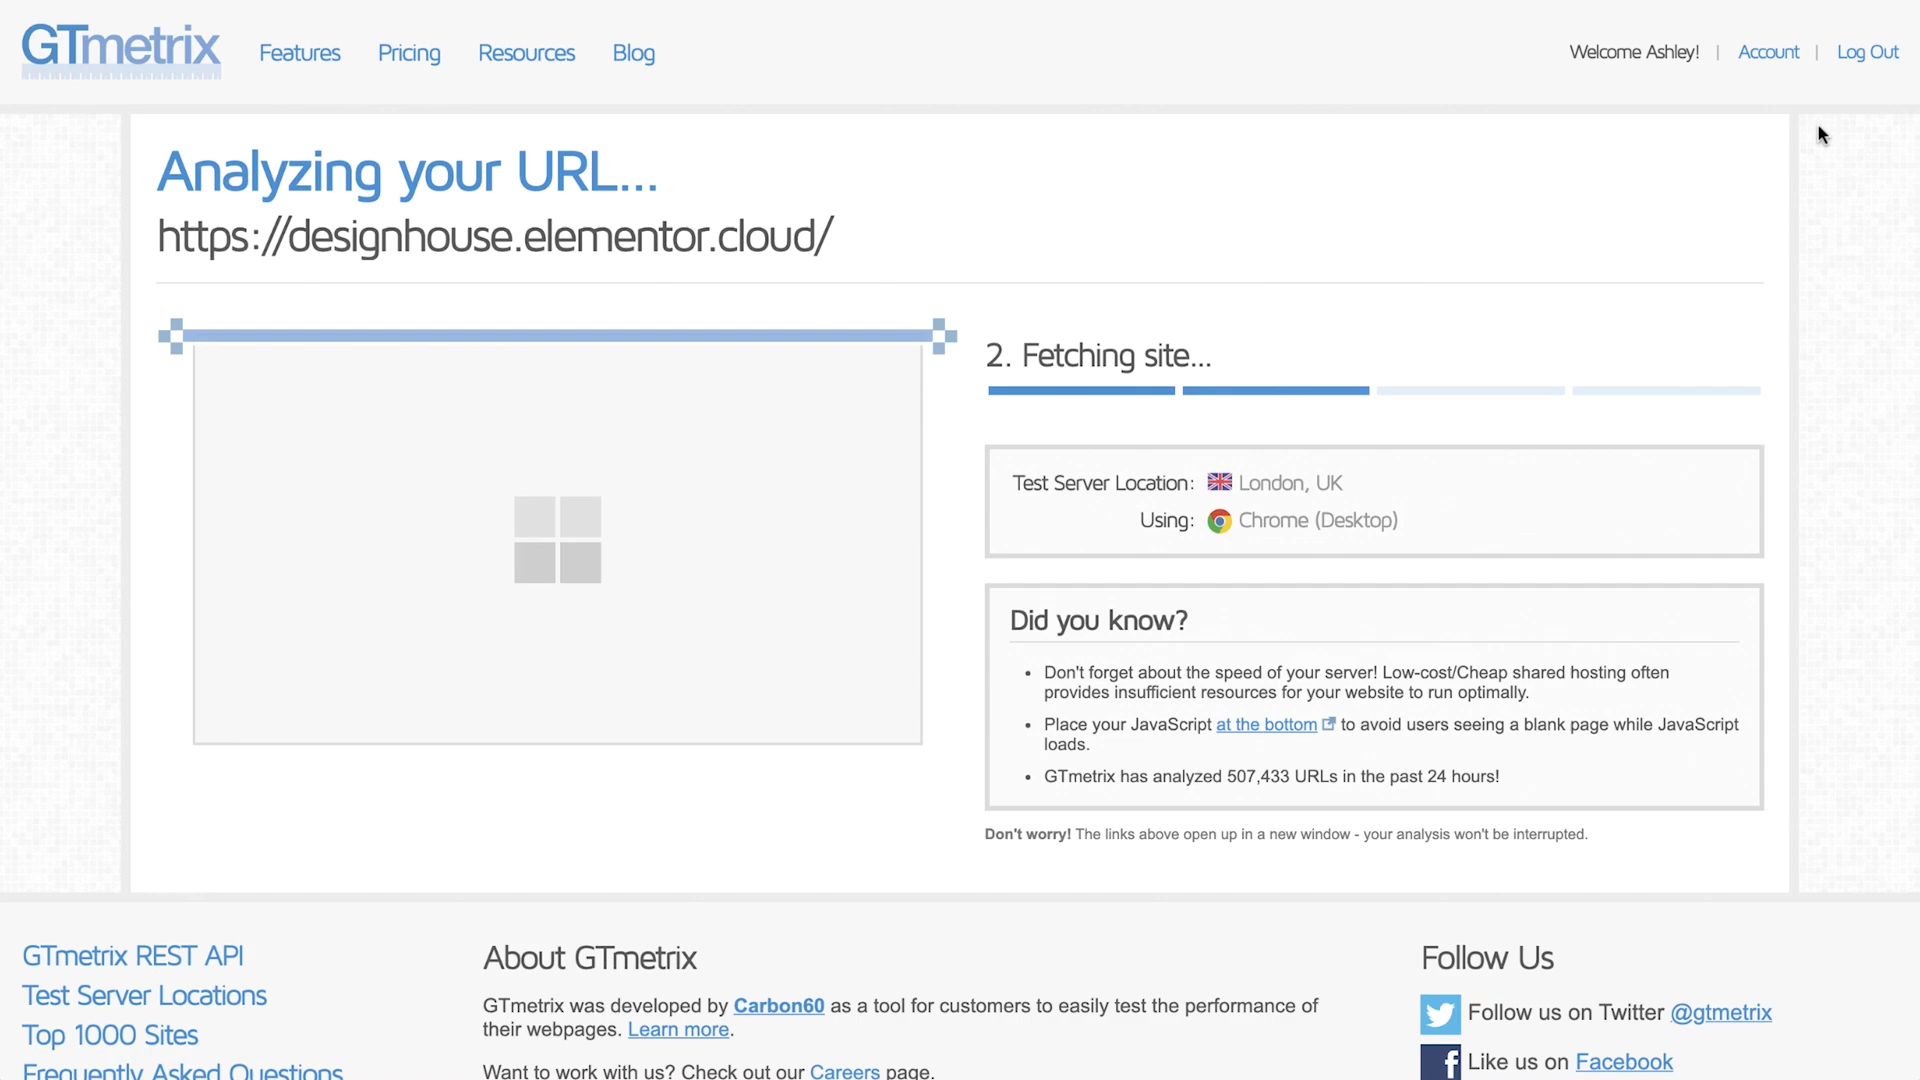 GTmetrix
Features
Pricing
Resources
Blog
Welcome Ashley!
|
Account
|
Log Out
Analyzing your URL...
https://designhouse.elementor.cloud/
2. Fetching site...
Test Server Location: London, UK
Using: Chrome (Desktop)
Did you know?
• Don't forget about the speed of your server! Low-cost/Cheap shared hosting often
provides insufficient resources for your website to run optimally.
• Place your JavaScript at the bottom to avoid users seeing a blank page while JavaScript
loads.
• GTmetrix has analyzed 507,433 URLs in the past 24 hours!
Don't worry! The links above open up in a new window - your analysis won't be interrupted.
GTmetrix REST API
Test Server Locations
Top 1000 Sites
Frequently Asked Questions
About GTmetrix
GTmetrix was developed by Carbon60 as a tool for customers to easily test the performance of
their webpages. Learn more.
Want to work with us? Check out our Careers page.
Follow Us
Follow us on Twitter @gtmetrix
Like us on Facebook